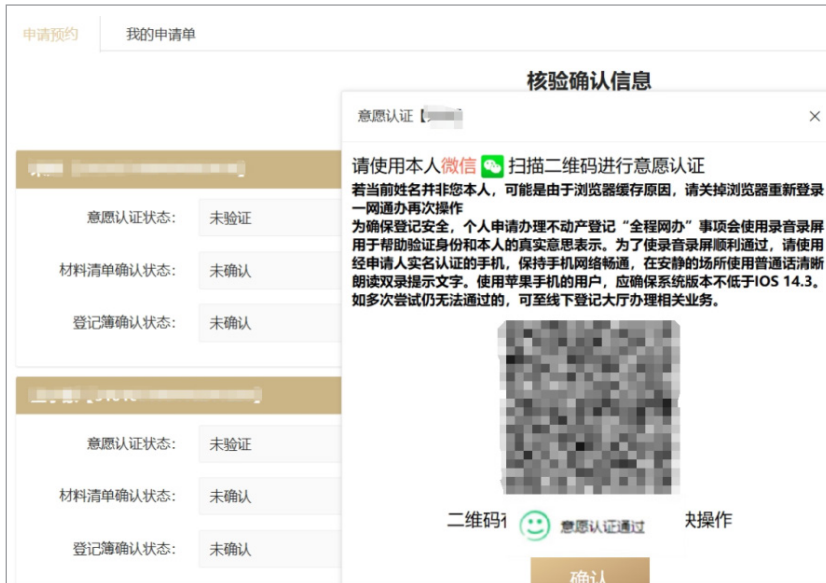 申请预约 我的申请单
核验确认信息
意愿认证【
请使用本人微信 扫描二维码进行意愿认证
若当前姓名并非您本人，可能是由于浏览器缓存原因，请关掉浏览器重新登录
一网通办再次操作
为确保登记安全，个人申请办理不动产登记“全程网办”事项会使用录音录屏
用于帮助验证身份和本人的真实意思表示。为了使录音录屏顺利通过，请使用
经申请人实名认证的手机，保持手机网络畅通，在安静的场所使用普通话清晰
朗读双录提示文字。使用苹果手机的用户，应确保系统版本不低于IOS 14.3。
如多次尝试仍无法通过的，可至线下登记大厅办理相关业务。
意愿认证状态： 未验证
材料清单确认状态： 未确认
登记簿确认状态： 未确认
意愿认证状态： 未验证
材料清单确认状态： 未确认
登记簿确认状态： 未确认
二维码
意愿认证通过
操作
确认